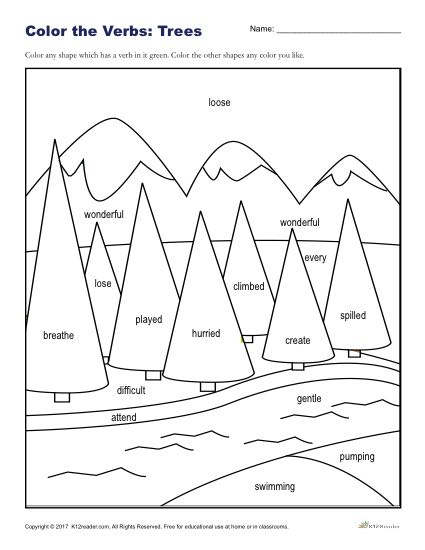 Color the Verbs: Trees
Name:
Color any shape which has a verb in it green. Color the other shapes any color you like.
loose
wonderful
wonderful
every
lose
climbed
played
spilled
breathe
hurried
create
difficult
gentle
attend
pumping
swimming
Copyright © 2017 K12reader.com. All Rights Reserved. Free for educational use at home or in classrooms.
K12Reader